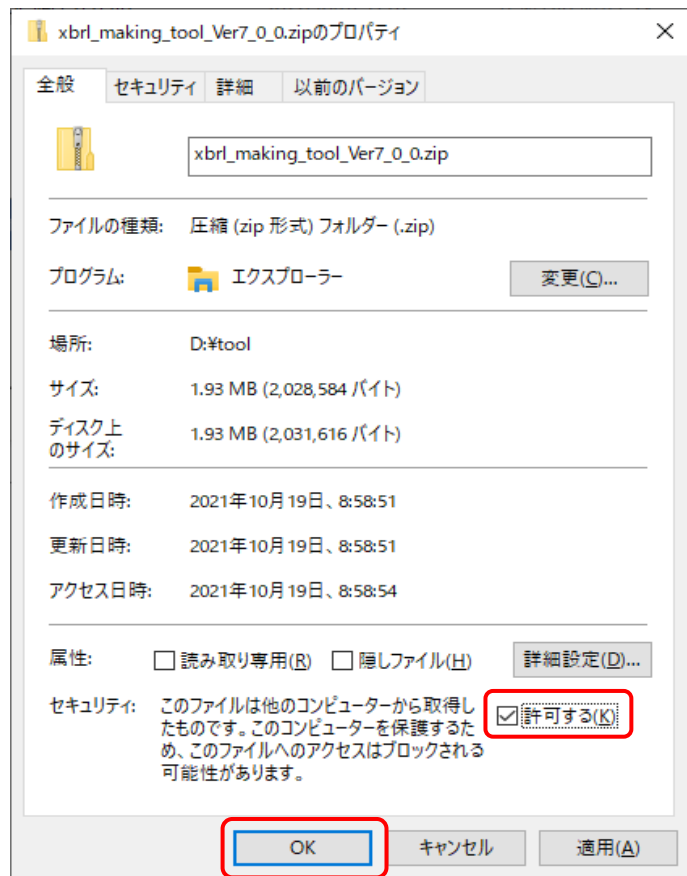 xbrl_making_tool_Ver7_0_0.zipのプロパティ
全般 セキュリティ 詳細 以前のバージョン
xbrl_making_tool_Ver7_0_0.zip
ファイルの種類: 圧縮 (zip 形式) フォルダー (.zip)
プログラム: エクスプローラー 変更(C)...
場所: D:¥tool
サイズ: 1.93 MB (2,028,584 バイト)
ディスク上
のサイズ: 1.93 MB (2,031,616 バイト)
作成日時: 2021年10月19日、8:58:51
更新日時: 2021年10月19日、8:58:51
アクセス日時: 2021年10月19日、8:58:54
属性: 読み取り専用(R) 隠しファイル(H) 詳細設定(D)...
セキュリティ: このファイルは他のコンピューターから取得し
たものです。このコンピューターを保護するた
め、このファイルへのアクセスはブロックされる
可能性があります。
許可する(K)
OK キャンセル 適用(A)